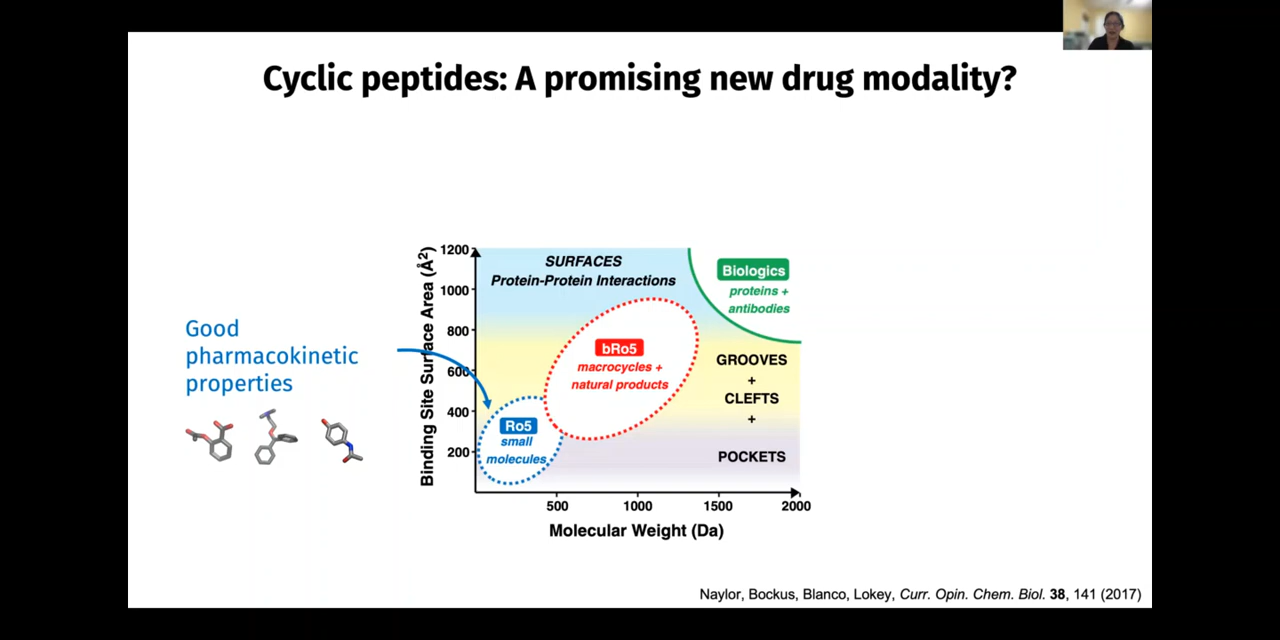 Cyclic peptides: A promising new drug modality?
Good
pharmacokinetic
properties
Binding Site Surface Area (Å²)
1200
1000
800
600
400
200
SURFACES
Protein-Protein Interactions
Biologics
proteins +
antibodies
bRo5
macrocycles +
natural products
GROOVES
+
CLEFTS
+
POCKETS
Ro5
small
molecules
500
1000
1500
2000
Molecular Weight (Da)
Naylor, Bockus, Blanco, Lokey, Curr. Opin. Chem. Biol. 38, 141 (2017)